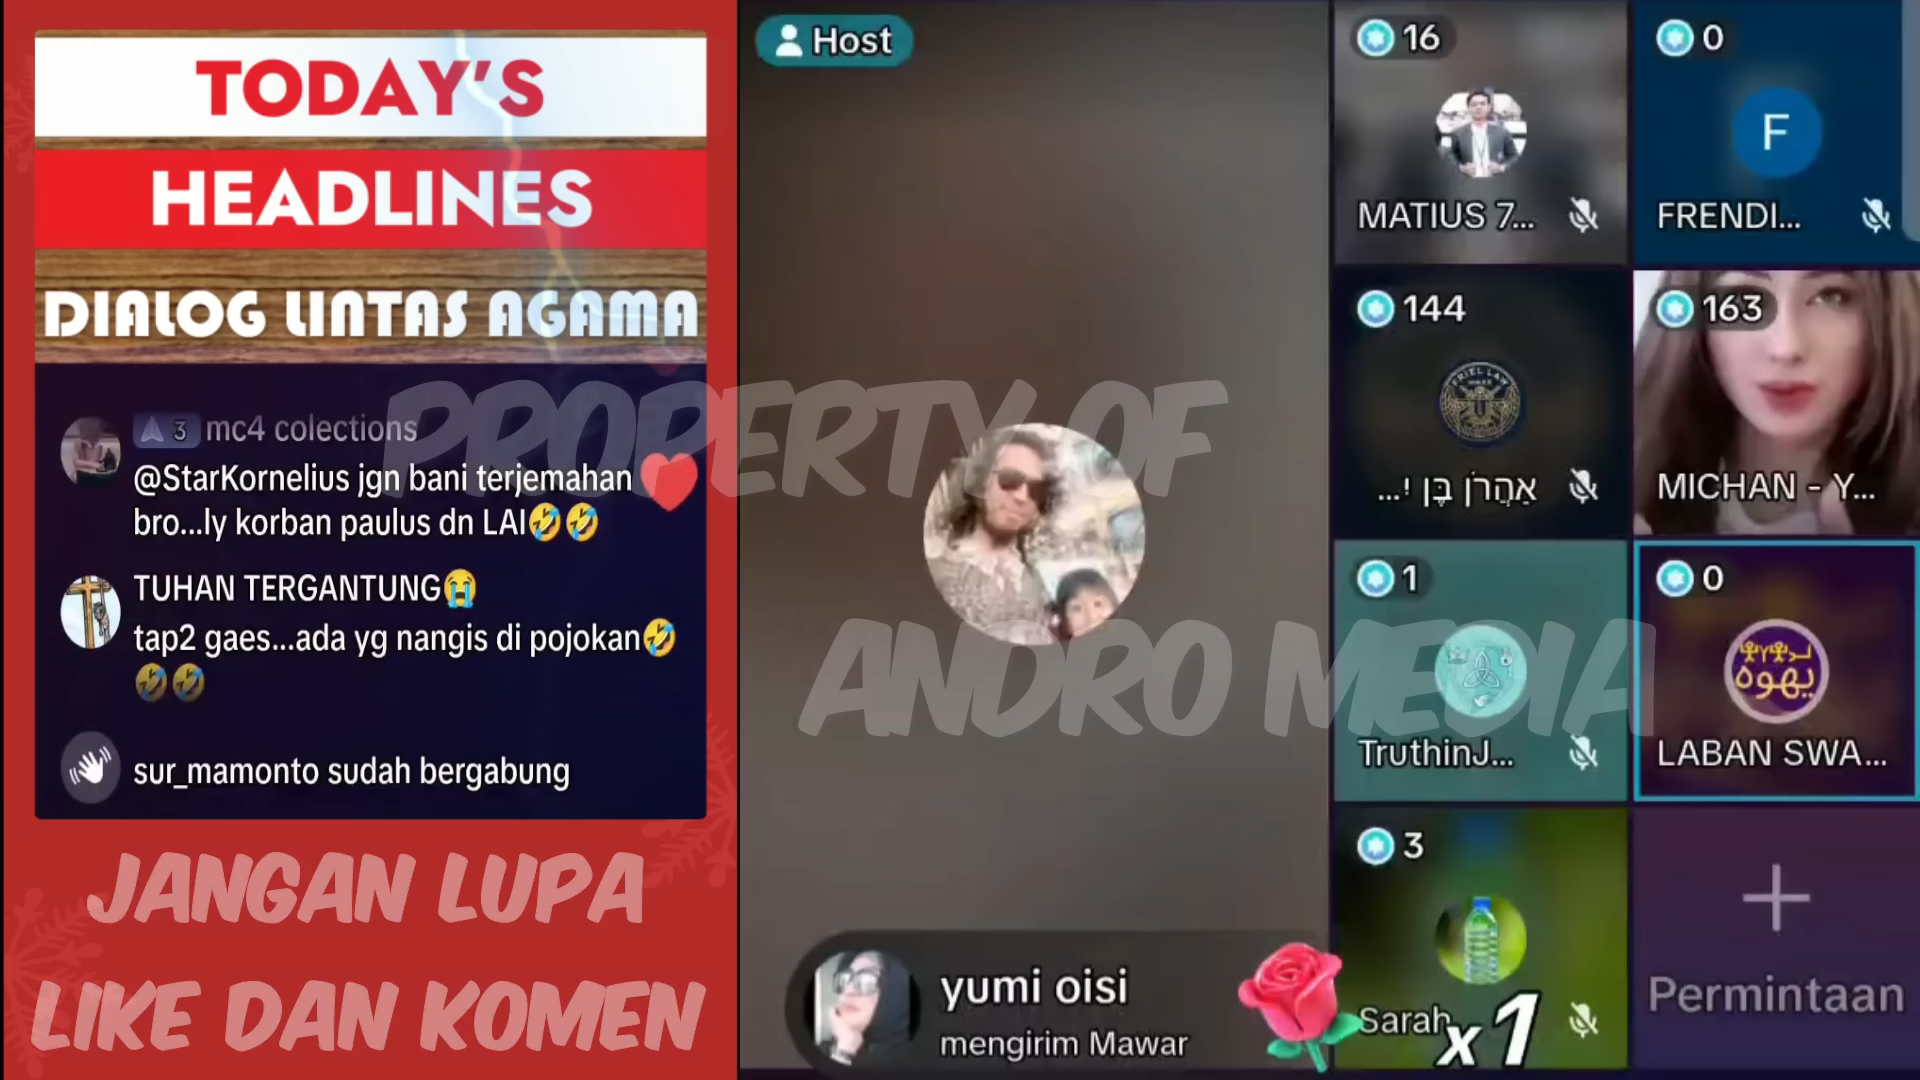 TODAY'S
HEADLINES
DIALOG LINTAS AGAMA
3 mc4 colections
@StarKornelius jgn bani terjemahan
bro...ly korban paulus dn LAI🤣🤣
TUHAN TERGANTUNG😭
tap2 gaes...ada yg nangis di pojokan🤣
🤣🤣
sur_mamonto sudah bergabung
JANGAN LUPA
LIKE DAN KOMEN
PROPERTY OF
ANDRO MEDIA
Host
yumi oisi
mengirim Mawar
x1
16
MATIUS 7...
0
F
FRENDI...
144
אַהֲרֹן בֶּן י...
163
MICHAN - Y...
1
TruthinJ...
0
יהוה
LABAN SWA...
3
Sarah
Permintaan